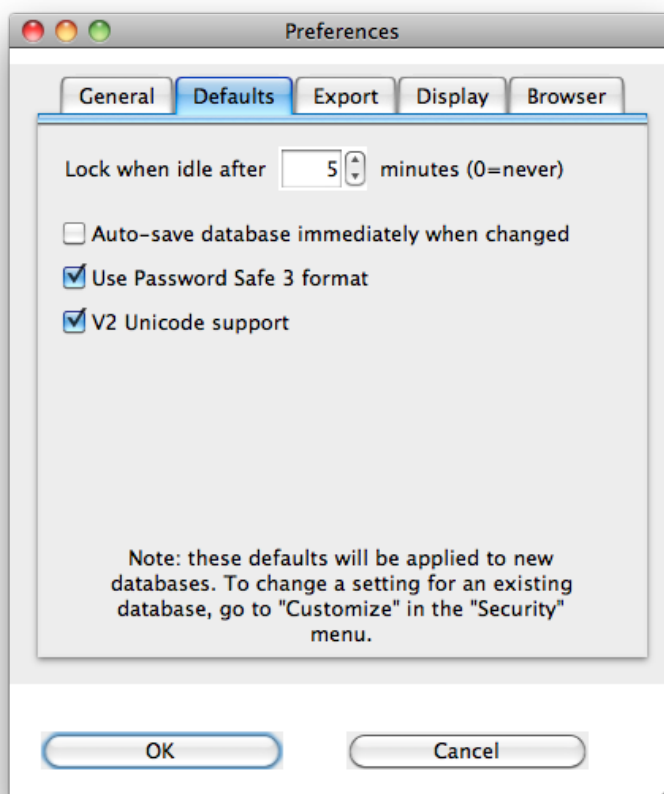 Preferences
General Defaults Export Display Browser
Lock when idle after 5 minutes (0=never)
Auto-save database immediately when changed
Use Password Safe 3 format
V2 Unicode support
Note: these defaults will be applied to new
databases. To change a setting for an existing
database, go to "Customize" in the "Security"
menu.
OK Cancel